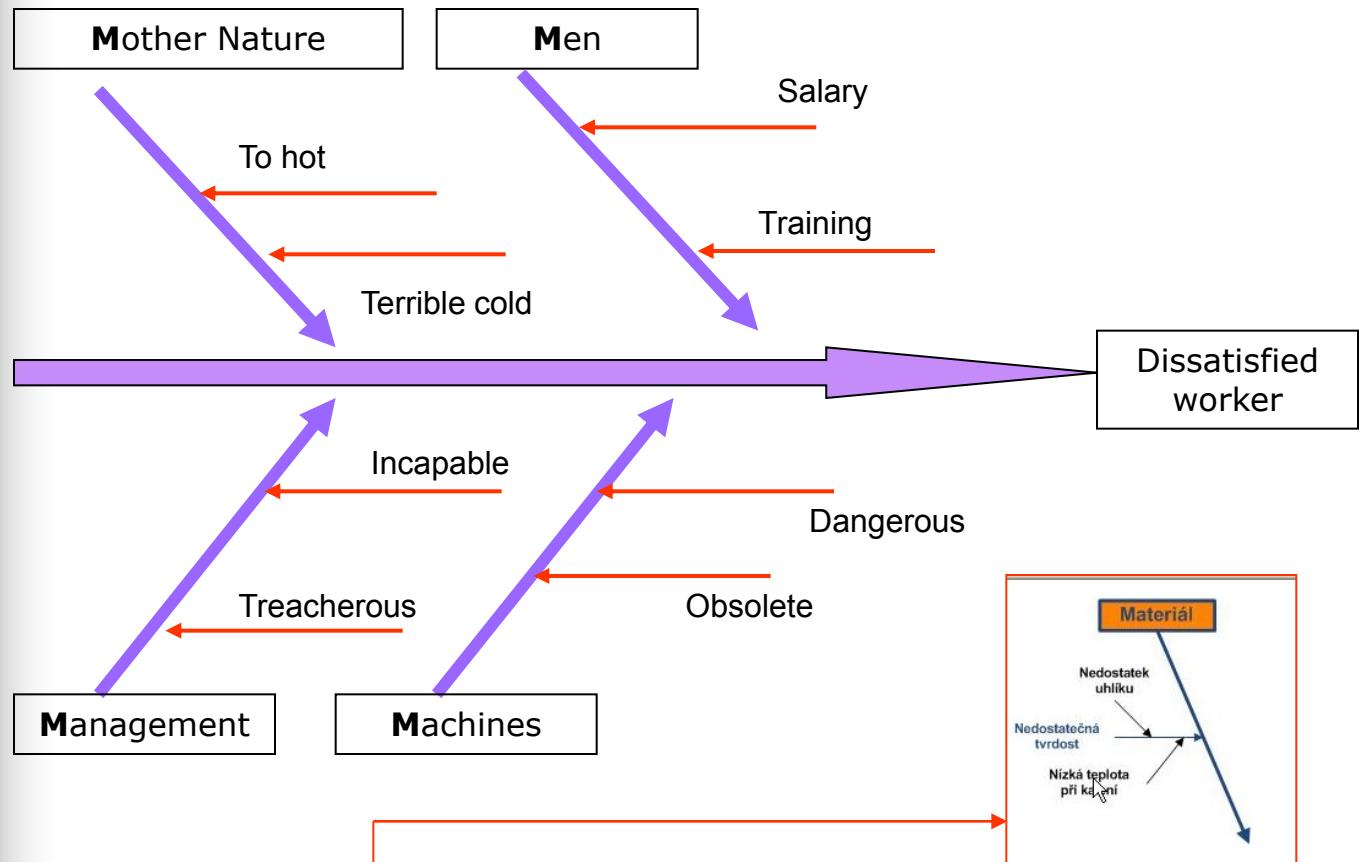 Mother Nature
Men
Salary
To hot
Training
Terrible cold
Dissatisfied
worker
Incapable
Dangerous
Treacherous
Obsolete
Management
Machines
Materiál
Nedostatek
uhlíku
Nedostatečná
tvrdost
Nízká teplota
při kalení